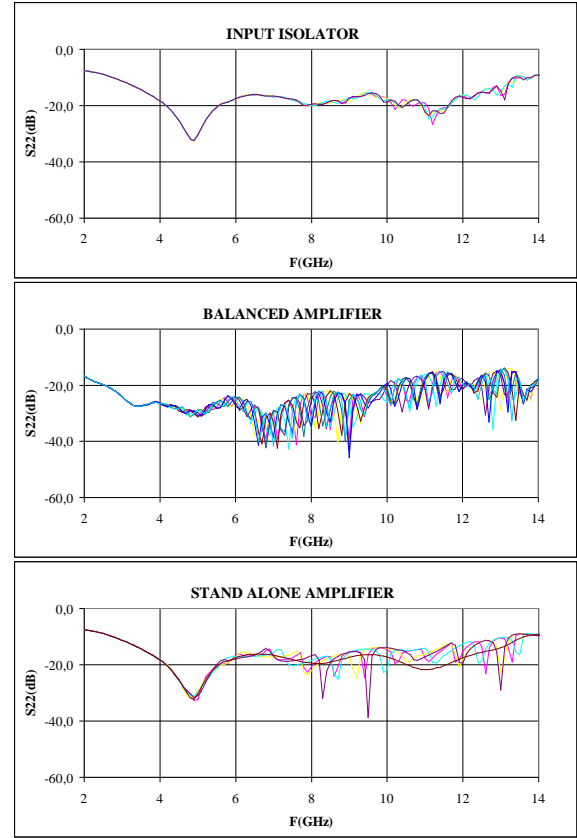 INPUT ISOLATOR
0,0
-20,0
-40,0
-60,0
S22(dB)
2 4 6 8 10 12 14
F(GHz)
BALANCED AMPLIFIER
0,0
-20,0
-40,0
-60,0
S22(dB)
2 4 6 8 10 12 14
F(GHz)
STAND ALONE AMPLIFIER
0,0
-20,0
-40,0
-60,0
S22(dB)
2 4 6 8 10 12 14
F(GHz)